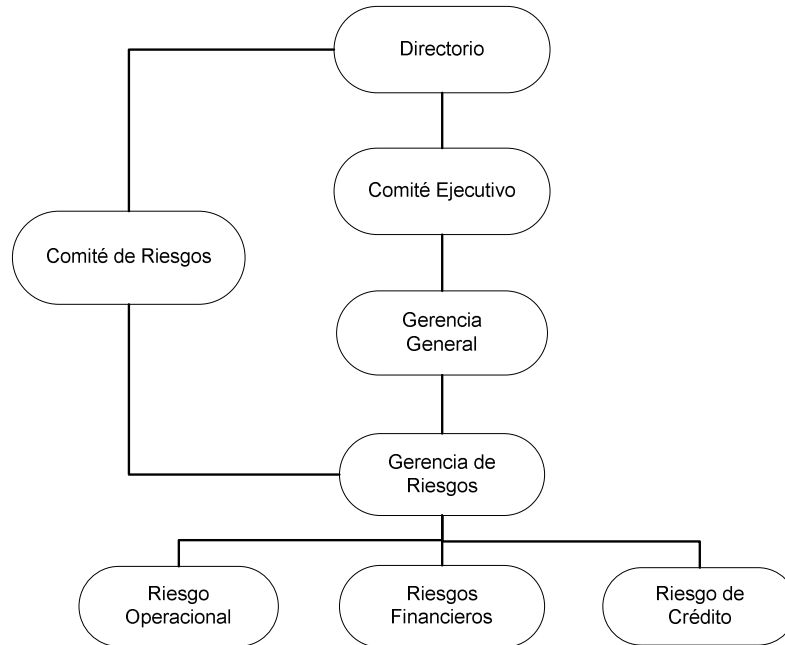 Directorio
Comité Ejecutivo
Comité de Riesgos
Gerencia
General
Gerencia de
Riesgos
Riesgo
Operacional
Riesgos
Financieros
Riesgo de
Crédito